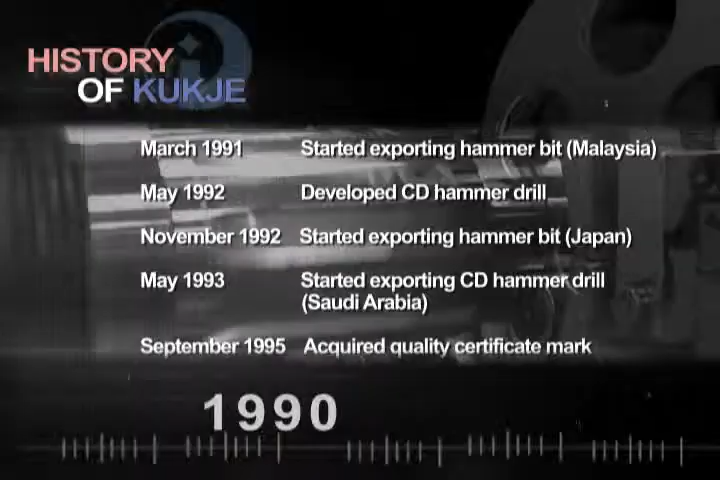 HISTORY
OF KUKJE
March 1991 Started exporting hammer bit (Malaysia)
May 1992 Developed CD hammer drill
November 1992 Started exporting hammer bit (Japan)
May 1993 Started exporting CD hammer drill
(Saudi Arabia)
September 1995 Acquired quality certificate mark
1990